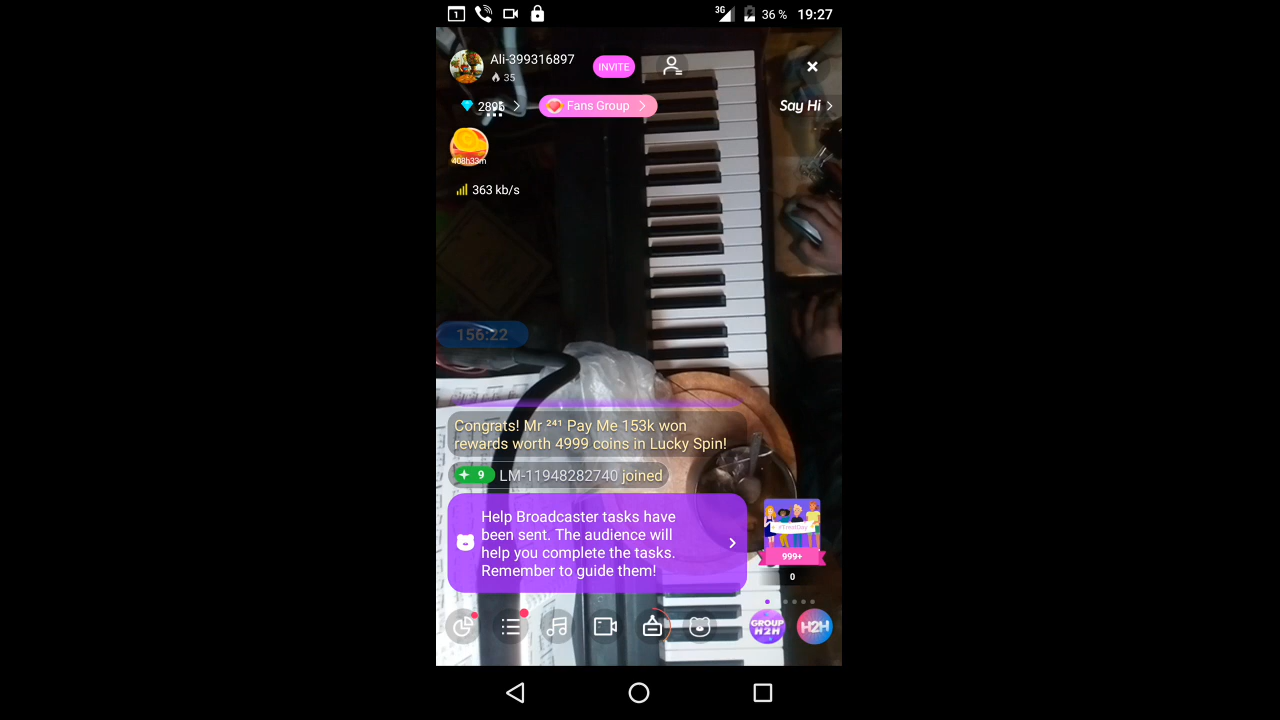 1
3G
36 %
19:27
Ali-399316897
35
INVITE
Fans Group
Say Hi
408h33m
363 kb/s
156:22
Congrats! Mr ²⁴¹ Pay Me 153k won
rewards worth 4999 coins in Lucky Spin!
9
LM-11948282740 joined
Help Broadcaster tasks have
been sent. The audience will
help you complete the tasks.
Remember to guide them!
999+
0
GROUP
H2H
H2H